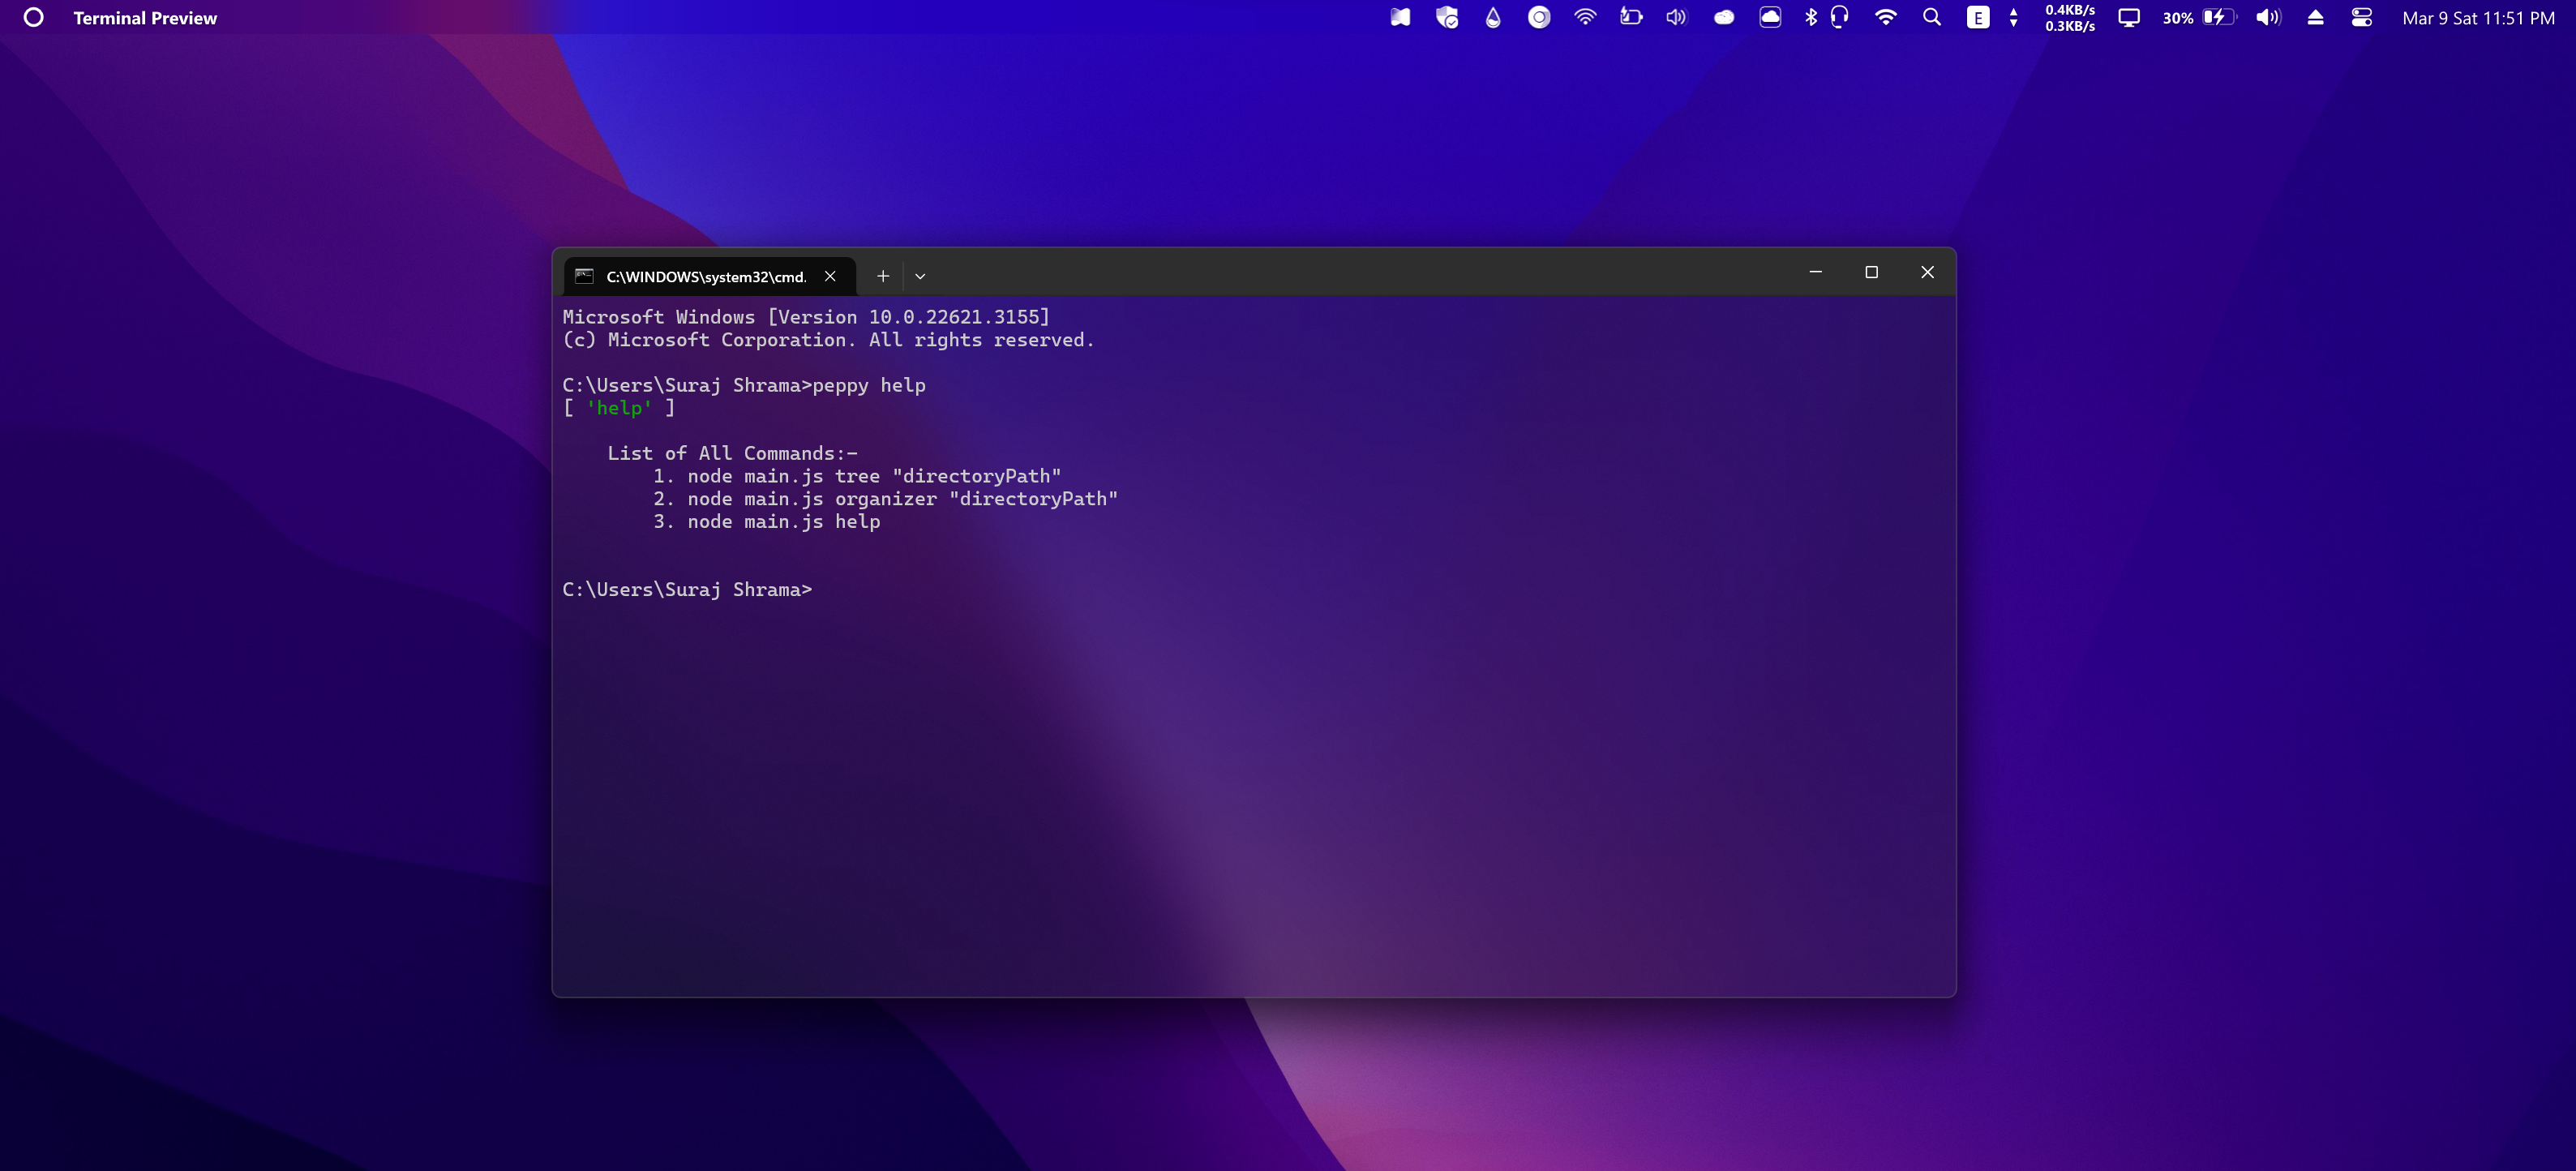 Terminal Preview
E
0.4KB/s
0.3KB/s
30%
Mar 9 Sat 11:51 PM
C:\WINDOWS\system32\cmd.
Microsoft Windows [Version 10.0.22621.3155]
(c) Microsoft Corporation. All rights reserved.
C:\Users\Suraj Shrama>peppy help
[ 'help' ]
List of All Commands:-
1. node main.js tree "directoryPath"
2. node main.js organizer "directoryPath"
3. node main.js help
C:\Users\Suraj Shrama>